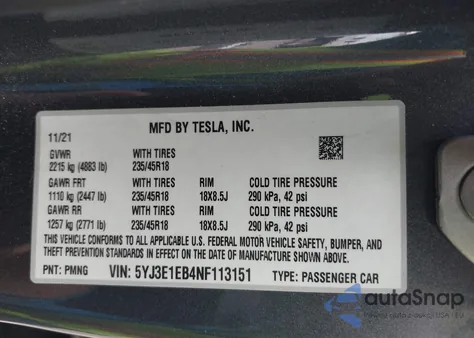 MFD BY TESLA, INC.
11/21
GVWR WITH TIRES
2215 kg (4883 lb) 235/45R18
GAWR FRT WITH TIRES RIM COLD TIRE PRESSURE
1110 kg (2447 lb) 235/45R18 18X8.5J 290 kPa, 42 psi
GAWR RR WITH TIRES RIM COLD TIRE PRESSURE
1257 kg (2771 lb) 235/45R18 18X8.5J 290 kPa, 42 psi
THIS VEHICLE CONFORMS TO ALL APPLICABLE U.S. FEDERAL MOTOR VEHICLE SAFETY, BUMPER, AND
THEFT PREVENTION STANDARDS IN EFFECT ON THE DATE OF MANUFACTURE SHOWN ABOVE.
PNT: PMNG VIN: 5YJ3E1EB4NF113151 TYPE: PASSENGER CAR
autoSnap